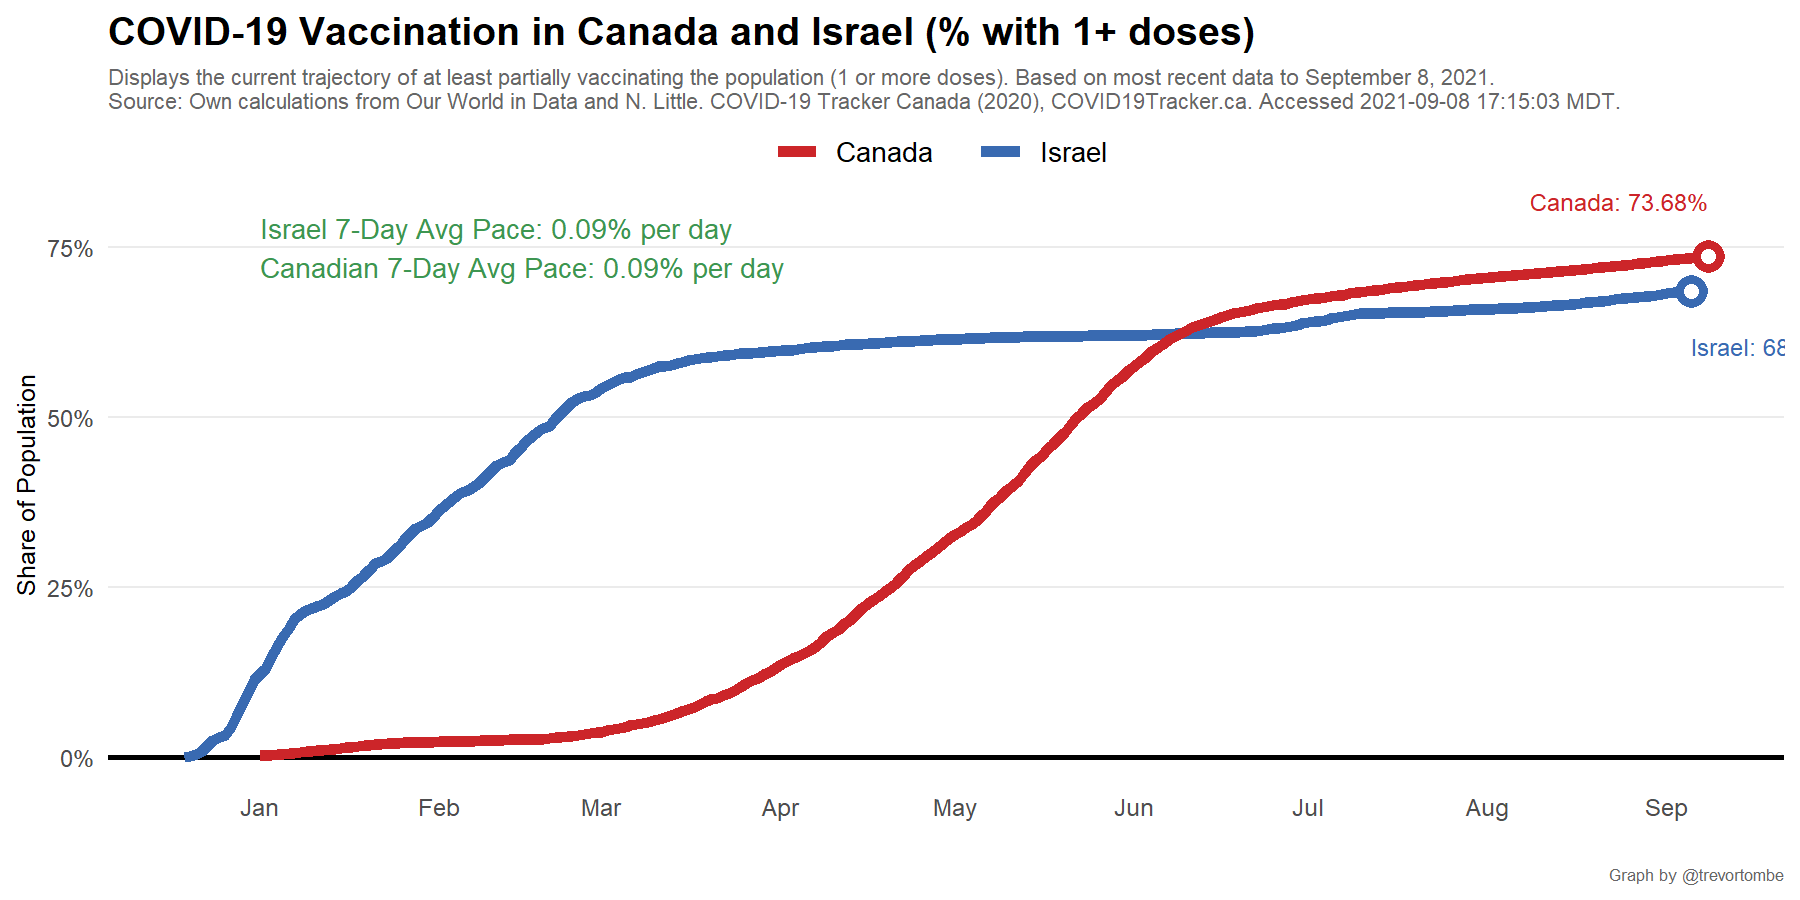 COVID-19 Vaccination in Canada and Israel (% with 1+ doses)
Displays the current trajectory of at least partially vaccinating the population (1 or more doses). Based on most recent data to September 8, 2021.
Source: Own calculations from Our World in Data and N. Little. COVID-19 Tracker Canada (2020), COVID19Tracker.ca. Accessed 2021-09-08 17:15:03 MDT.
Canada
Israel
Canada: 73.68%
Israel 7-Day Avg Pace: 0.09% per day
Canadian 7-Day Avg Pace: 0.09% per day
Israel: 68
Share of Population
75%
50%
25%
0%
Jan
Feb
Mar
Apr
May
Jun
Jul
Aug
Sep
Graph by @trevortombe